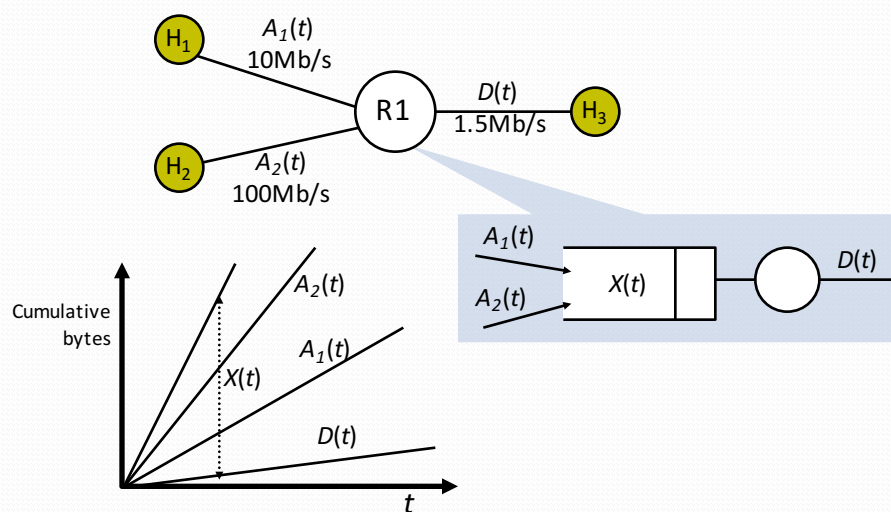 A₁(t)
10Mb/s
H₁
R1
D(t)
1.5Mb/s
H₃
H₂
A₂(t)
100Mb/s
A₁(t)
A₂(t)
X(t)
D(t)
Cumulative
bytes
A₂(t)
A₁(t)
X(t)
D(t)
t